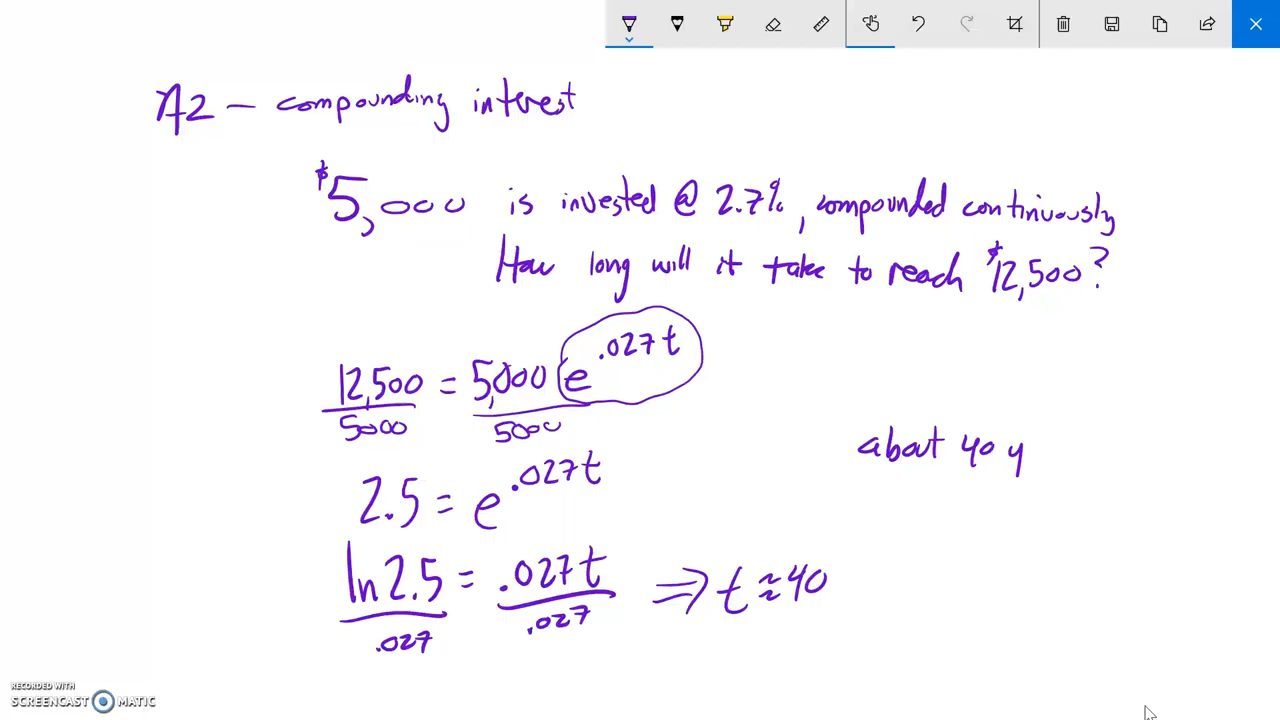 A2 – compounding interest
$5,000 is invested @ 2.7%, compounded continuously
How long will it take to reach $12,500?
12,500 = 5,000 e^.027t
5000 5000
2.5 = e^.027t
about 40 y
ln 2.5 = .027t ⇒ t ≈ 40
.027 .027
RECORDED WITH
SCREENCAST MATIC